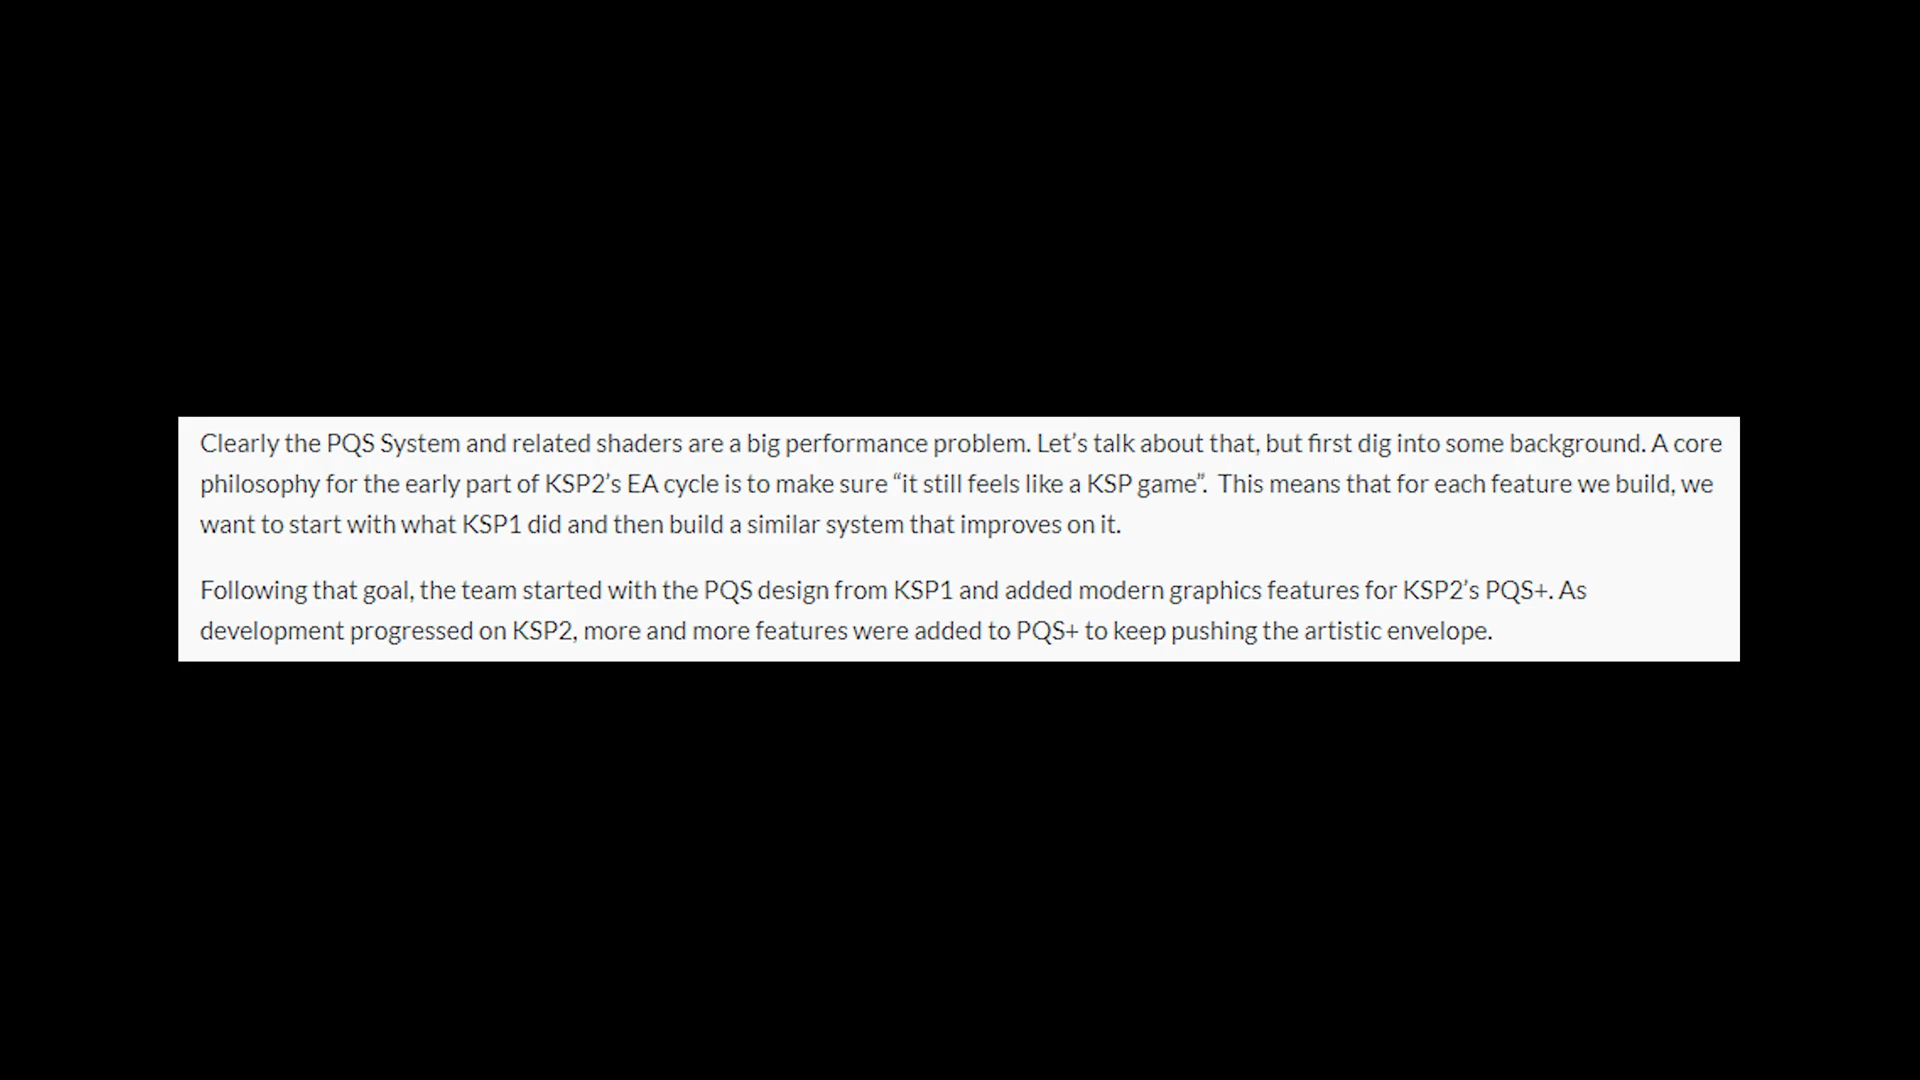 Clearly the PQS System and related shaders are a big performance problem. Let’s talk about that, but first dig into some background. A core
philosophy for the early part of KSP2’s EA cycle is to make sure “it still feels like a KSP game”.  This means that for each feature we build, we
want to start with what KSP1 did and then build a similar system that improves on it.
Following that goal, the team started with the PQS design from KSP1 and added modern graphics features for KSP2’s PQS+. As
development progressed on KSP2, more and more features were added to PQS+ to keep pushing the artistic envelope.